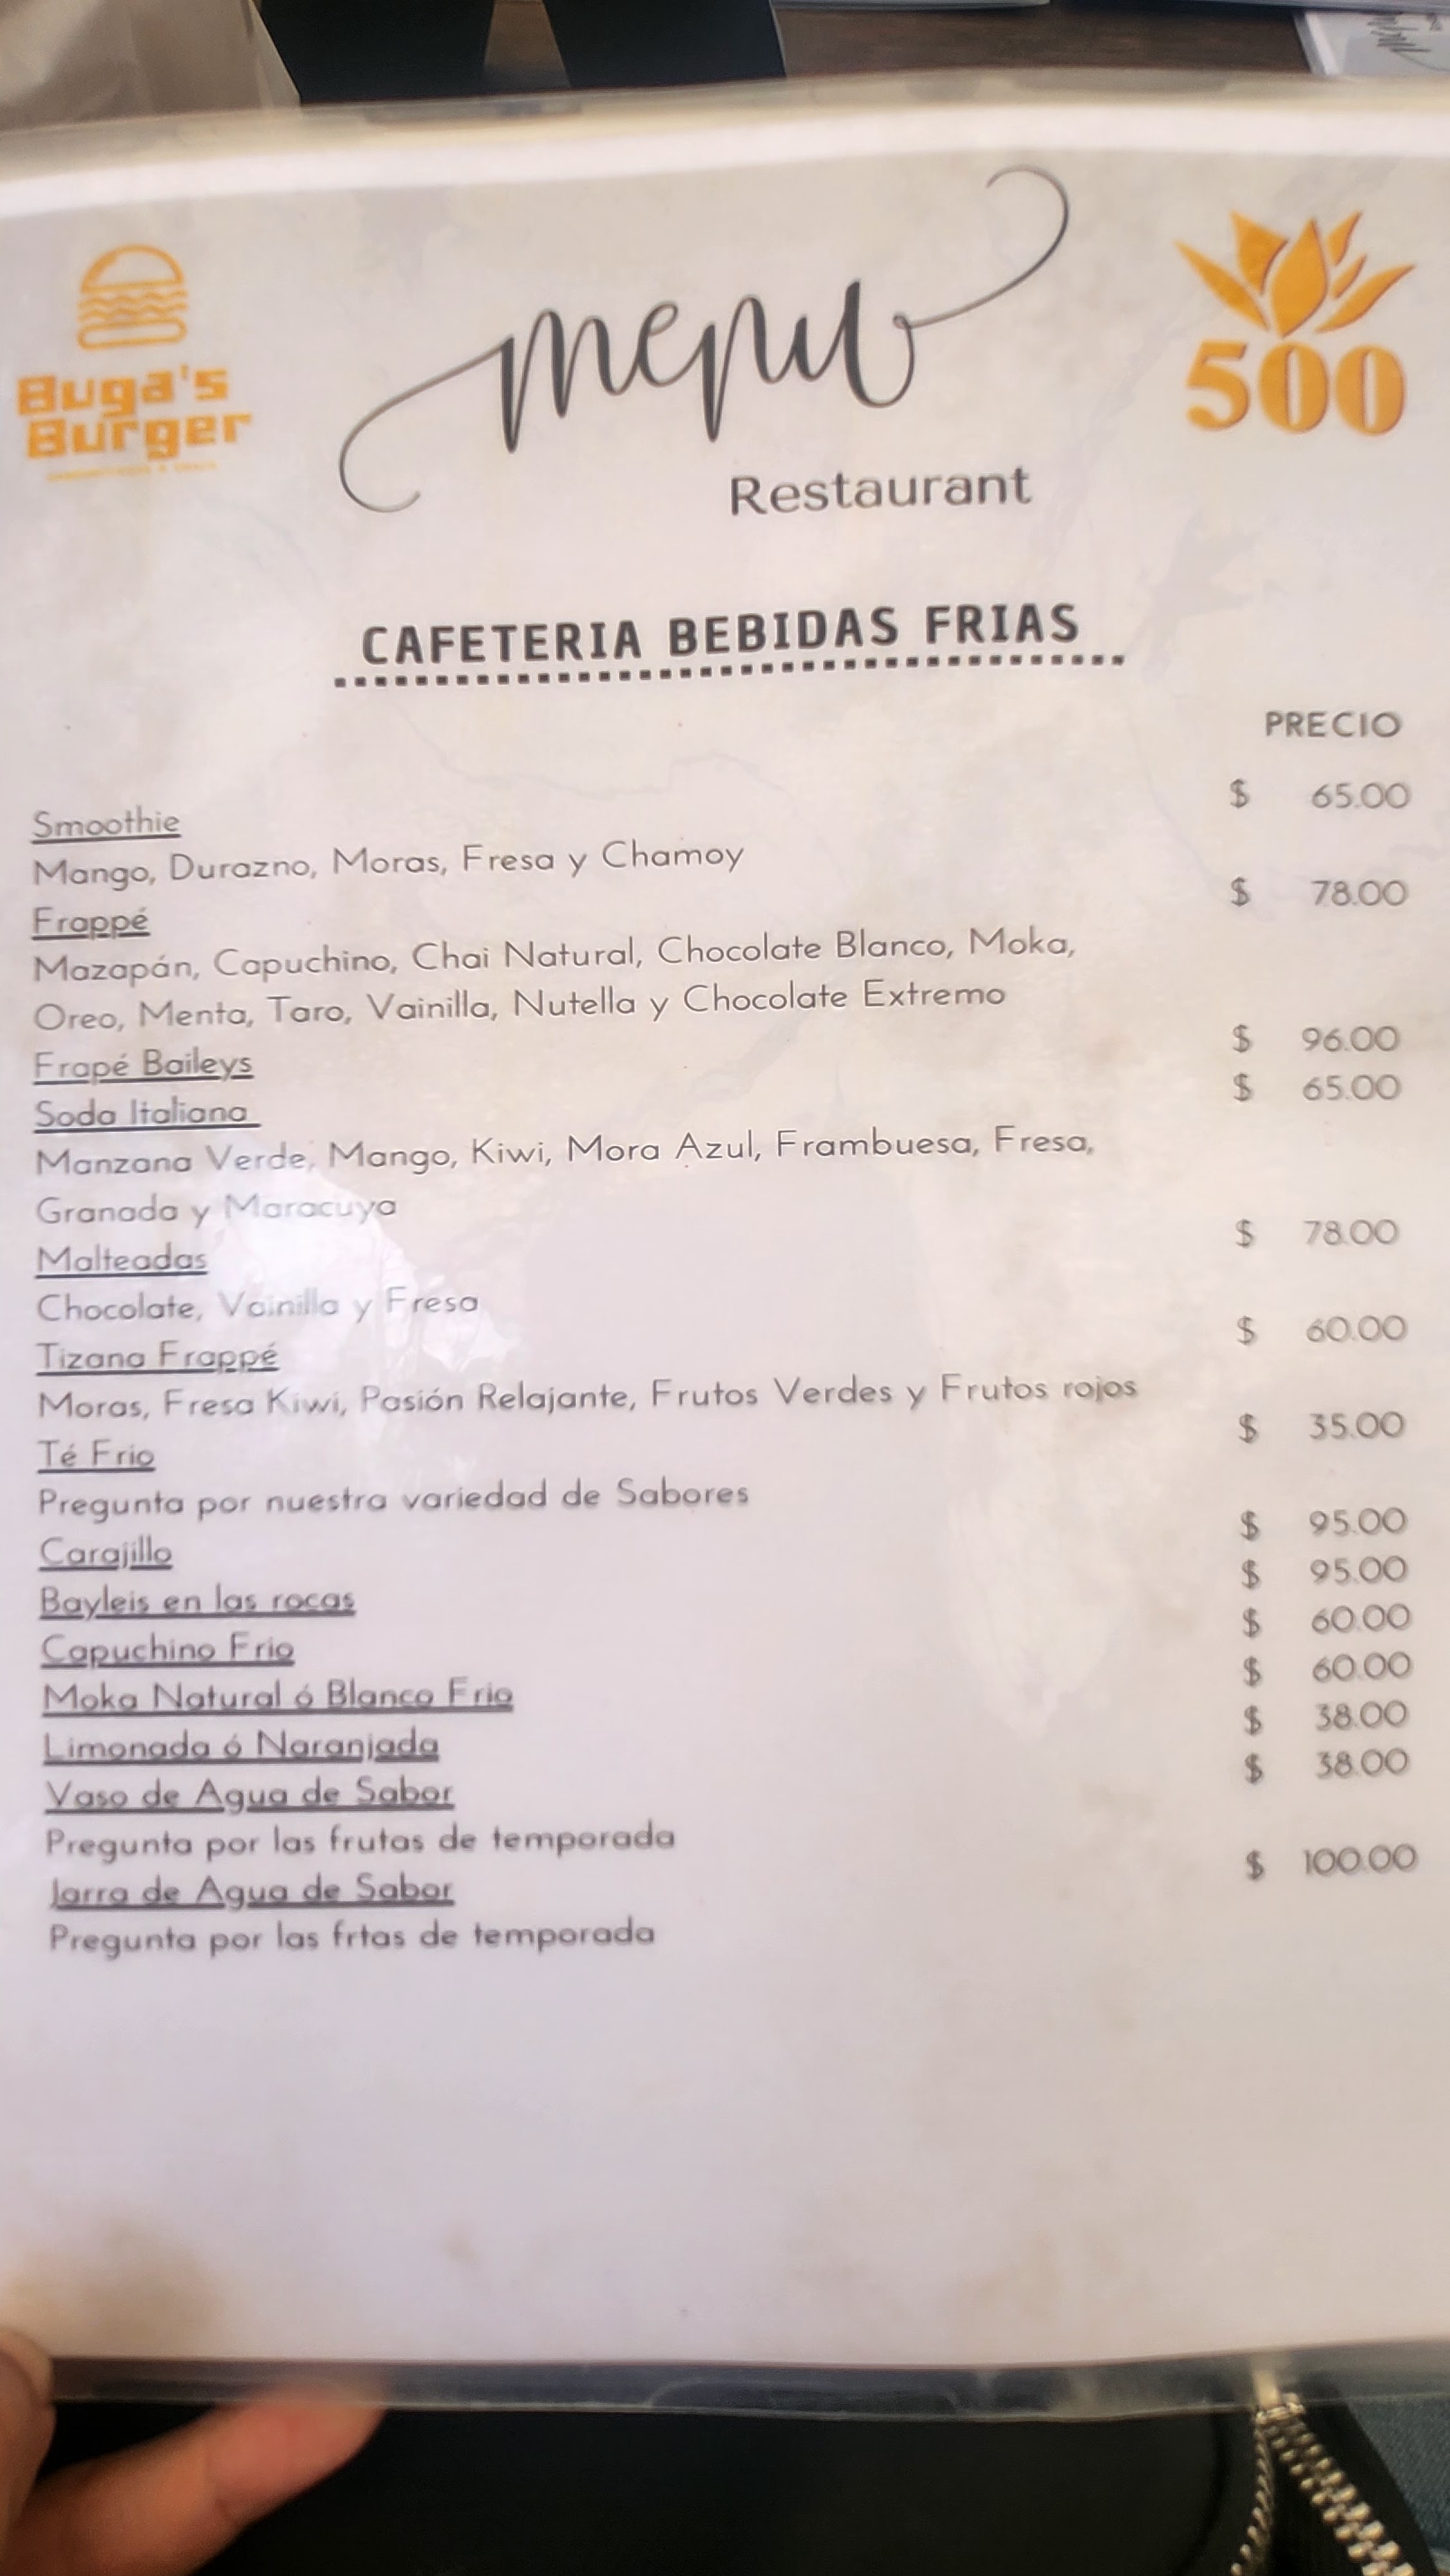 Buga's
Burger
menu
Restaurant
500
CAFETERIA BEBIDAS FRIAS
PRECIO
Smoothie $ 65.00
Mango, Durazno, Moras, Fresa y Chamoy
Frappé $ 78.00
Mazapán, Capuchino, Chai Natural, Chocolate Blanco, Moka,
Oreo, Menta, Taro, Vainilla, Nutella y Chocolate Extremo
Frapé Baileys $ 96.00
Soda Italiana $ 65.00
Manzana Verde, Mango, Kiwi, Mora Azul, Frambuesa, Fresa,
Granada y Maracuya
Malteadas $ 78.00
Chocolate, Vainilla y Fresa
Tizana Frappé $ 60.00
Moras, Fresa Kiwi, Pasión Relajante, Frutos Verdes y Frutos rojos
Té Frio $ 35.00
Pregunta por nuestra variedad de Sabores
Carajillo $ 95.00
Bayleis en las rocas $ 95.00
Capuchino Frio $ 60.00
Moka Natural ó Blanco Frio $ 60.00
Limonada ó Naranjada $ 38.00
Vaso de Agua de Sabor $ 38.00
Pregunta por las frutas de temporada
Jarra de Agua de Sabor $ 100.00
Pregunta por las frtas de temporada